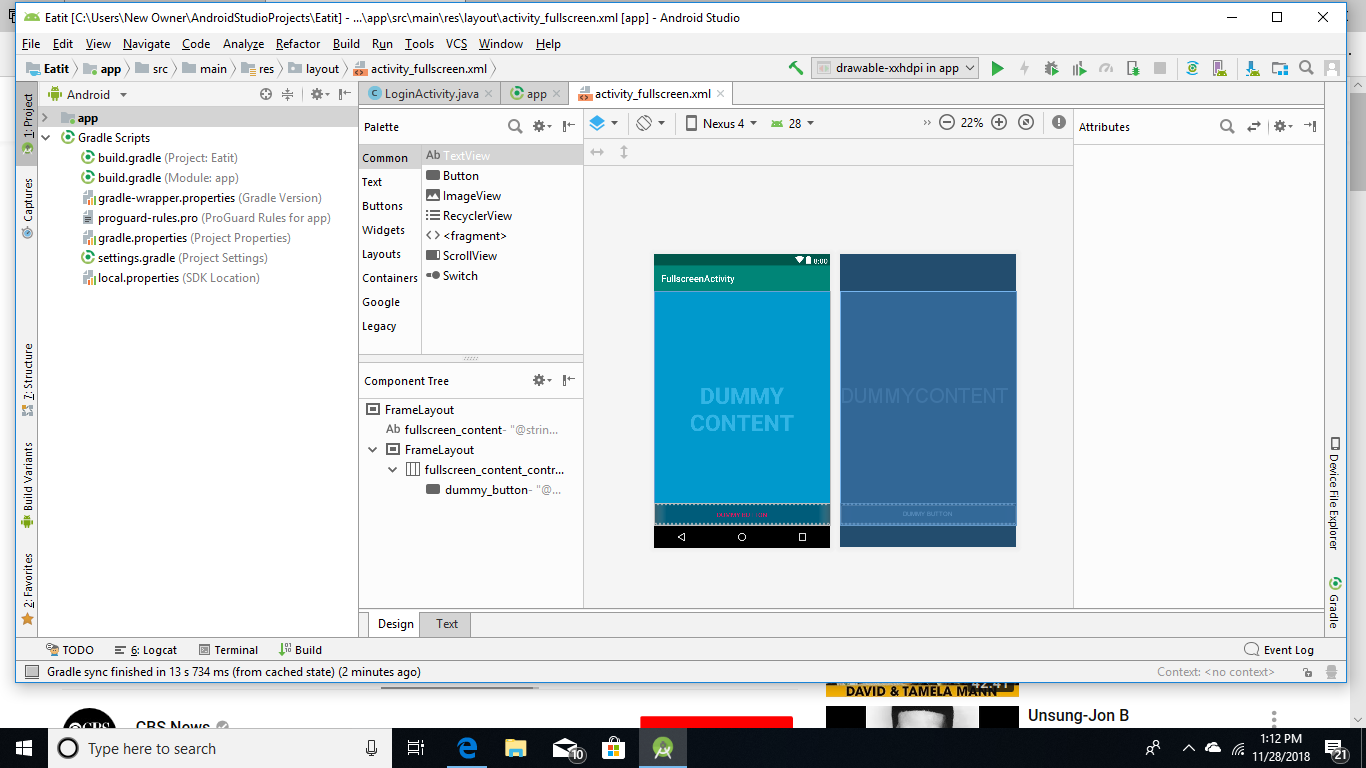 Eatit [C:\Users\New Owner\AndroidStudioProjects\Eatit] - ...\app\src\main\res\layout\activity_fullscreen.xml [app] - Android Studio
File Edit View Navigate Code Analyze Refactor Build Run Tools VCS Window Help
Eatit app src main res layout activity_fullscreen.xml drawable-xxhdpi in app
1: Project
Captures
7: Structure
Build Variants
2: Favorites
Android
app
Gradle Scripts
build.gradle (Project: Eatit)
build.gradle (Module: app)
gradle-wrapper.properties (Gradle Version)
proguard-rules.pro (ProGuard Rules for app)
gradle.properties (Project Properties)
settings.gradle (Project Settings)
local.properties (SDK Location)
LoginActivity.java app activity_fullscreen.xml
Palette
Common
Text
Buttons
Widgets
Layouts
Containers
Google
Legacy
Ab TextView
Button
ImageView
RecyclerView
<fragment>
ScrollView
Switch
Component Tree
FrameLayout
Ab fullscreen_content- "@strin...
FrameLayout
fullscreen_content_contr...
dummy_button- "@...
Nexus 4 28 22%
8:00
FullscreenActivity
DUMMY
CONTENT
DUMMY BUTTON
DUMMYCONTENT
DUMMY BUTTON
Attributes
Device File Explorer
Gradle
Design Text
TODO 6: Logcat Terminal Build Event Log
Gradle sync finished in 13 s 734 ms (from cached state) (2 minutes ago) Context: <no context>
CBS News
42:41
DAVID & TAMELA MANN
Unsung-Jon B
Type here to search
10
1:12 PM
11/28/2018
21